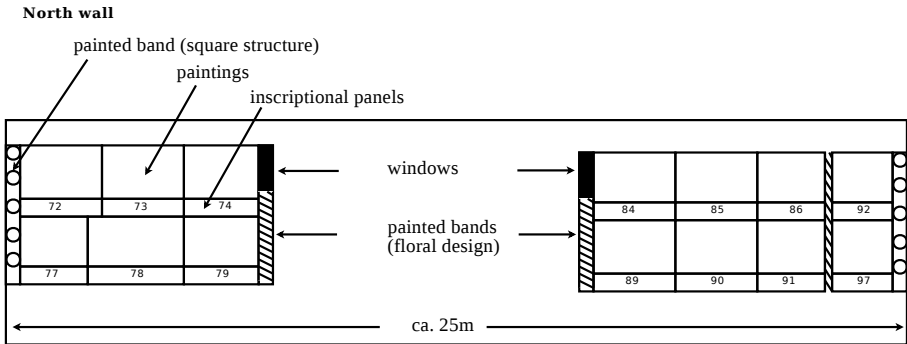 North wall
painted band (square structure)
paintings
inscriptional panels
windows
72 73 74 84 85 86 92
painted bands
(floral design)
77 78 79 89 90 91 97
ca. 25m